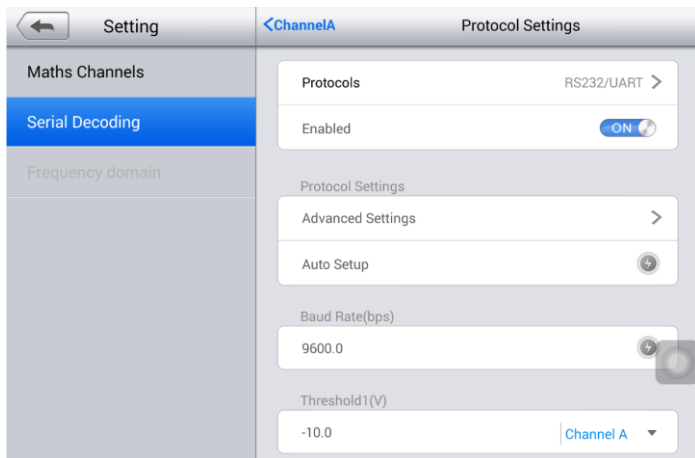 Setting
Maths Channels
Serial Decoding
Frequency domain
ChannelA
Protocol Settings
Protocols
RS232/UART
Enabled
ON
Protocol Settings
Advanced Settings
Auto Setup
Baud Rate(bps)
9600.0
Threshold1(V)
-10.0
Channel A